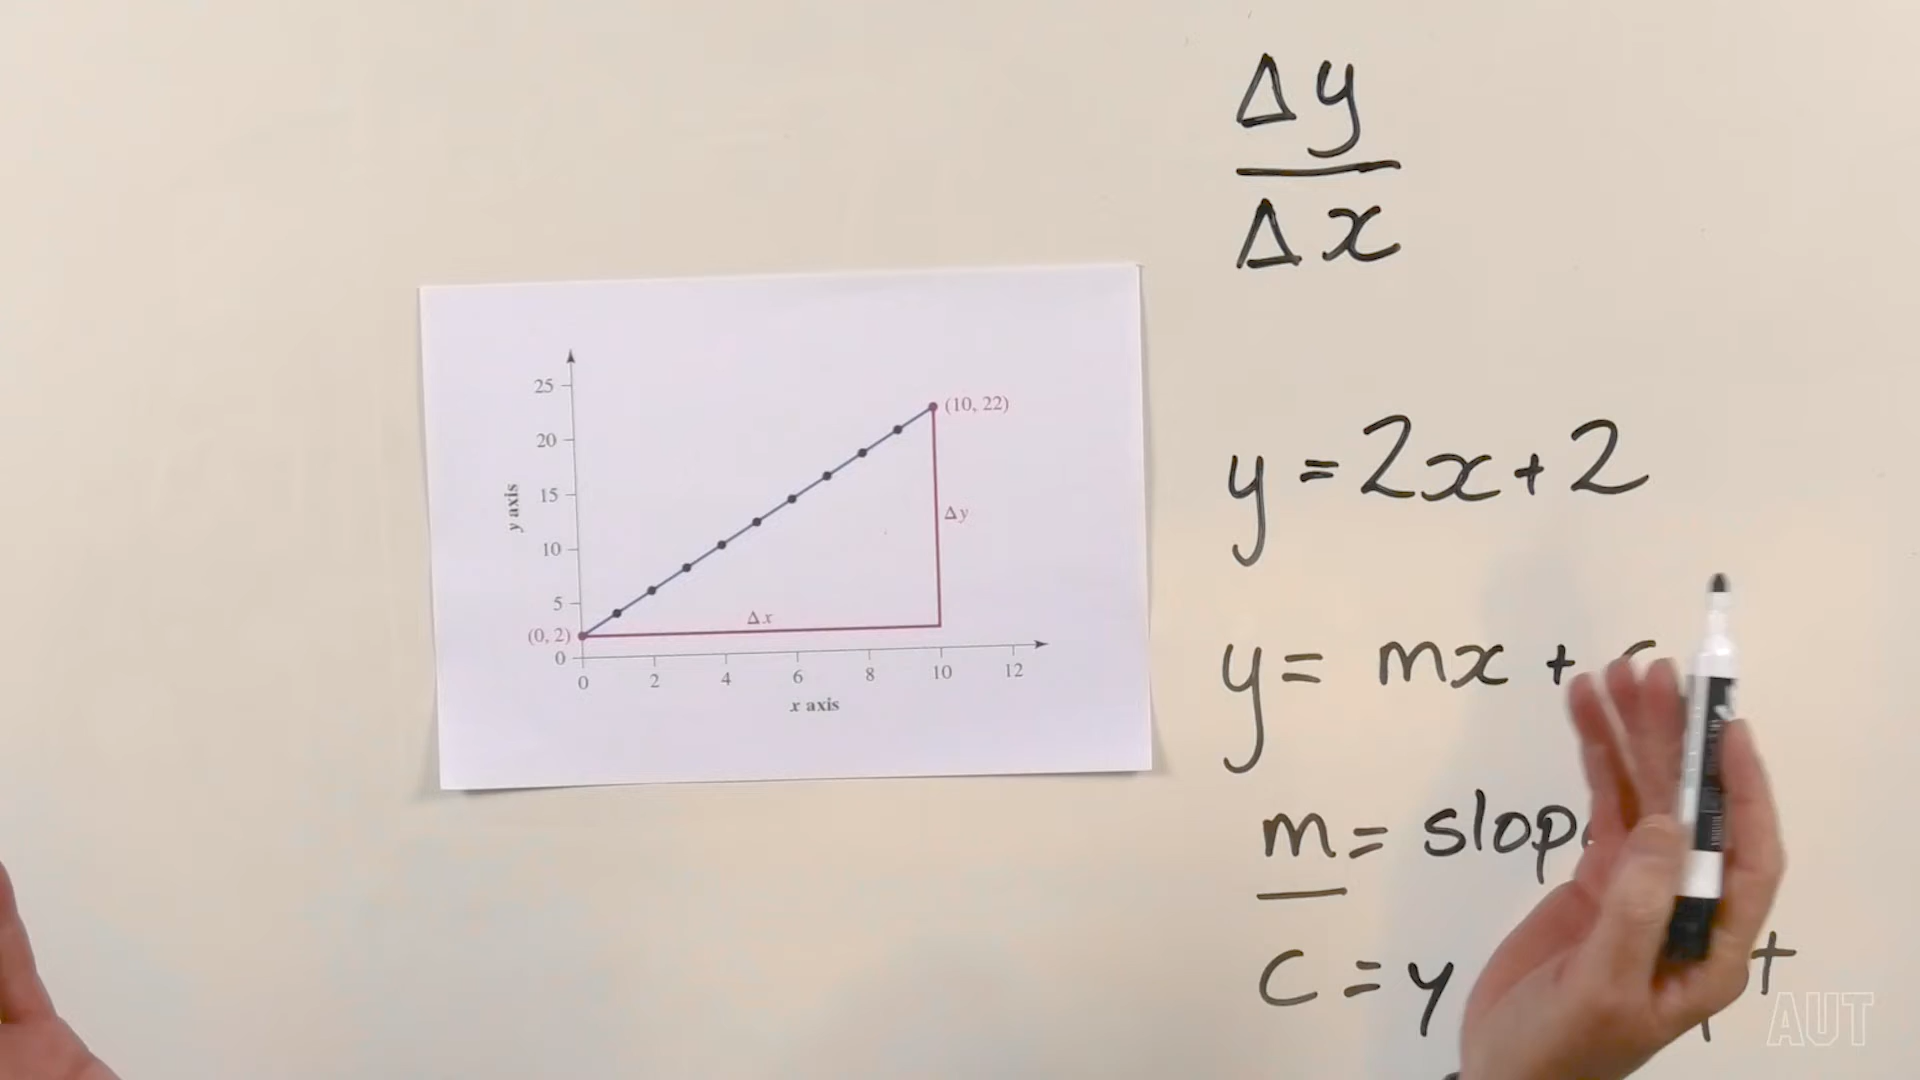 Δy
Δx
y = 2x + 2
y = mx +
m =
c = y
25
20
15
10
5
0
y axis
(10, 22)
Δy
Δx
(0, 2)
0 2 4 6 8 10 12
x axis
AUT